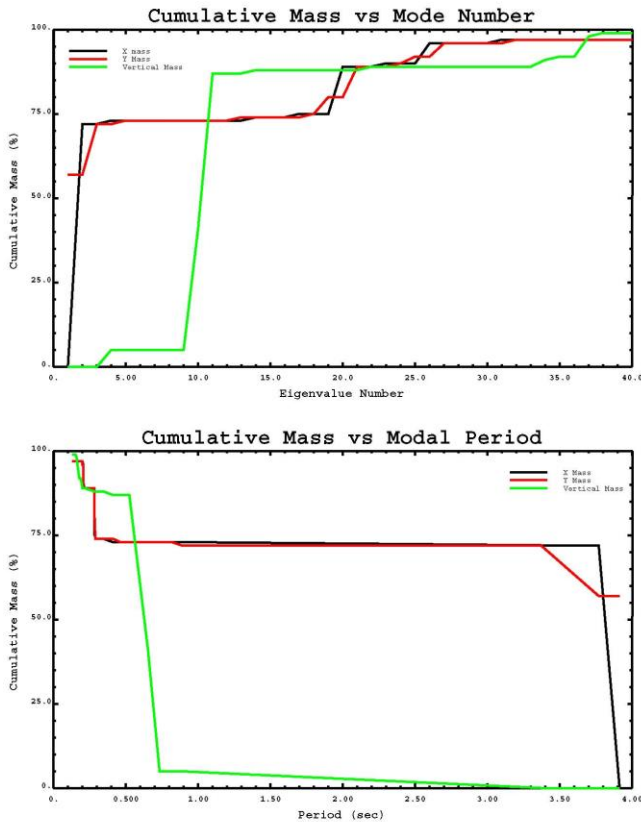 Cumulative Mass vs Mode Number
100.
75.0
50.0
25.0
0.
Cumulative Mass (%)
X mass
Y Mass
Vertical Mass
0. 5.00 10.0 15.0 20.0 25.0 30.0 35.0 40.0
Eigenvalue Number
Cumulative Mass vs Modal Period
100.
75.0
50.0
25.0
0.
Cumulative Mass (%)
X Mass
Y Mass
Vertical Mass
0. 0.500 1.00 1.50 2.00 2.50 3.00 3.50 4.00
Period (sec)